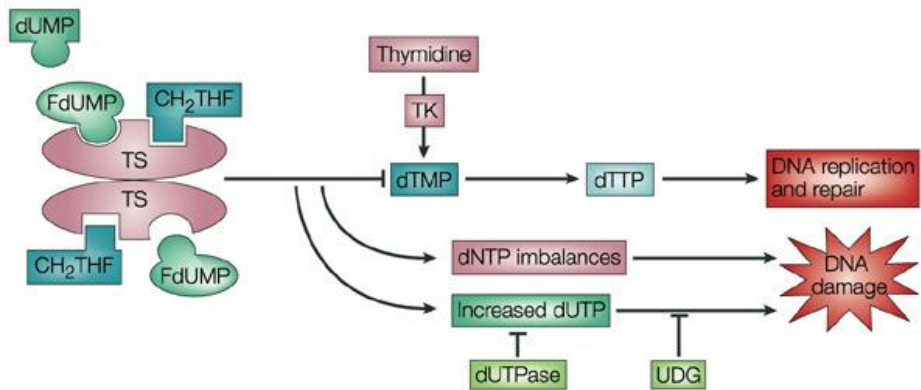 dUMP
Thymidine
FdUMP
CH₂THF
TK
TS
dTMP
dTTP
DNA replication
and repair
TS
CH₂THF
FdUMP
dNTP imbalances
DNA
damage
Increased dUTP
dUTPase
UDG